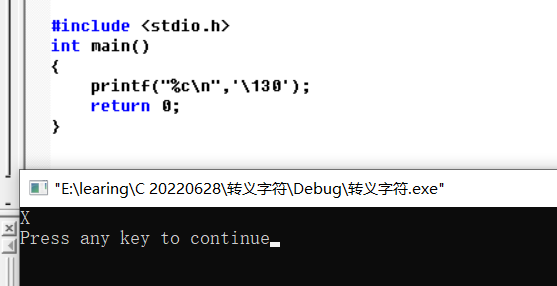 #include <stdio.h>
int main()
{
    printf("%c\n",'\130');
    return 0;
}
"E:\learing\C 20220628\转义字符\Debug\转义字符.exe"
X
Press any key to continue